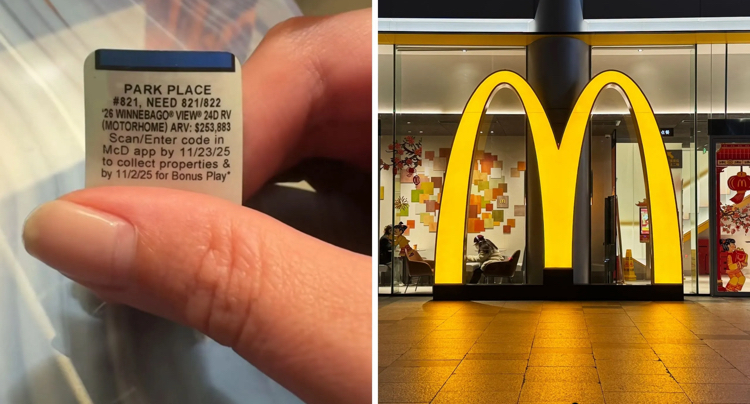 PARK PLACE
#821, NEED 821/822
'26 WINNEBAGO® VIEW® 24D RV
(MOTORHOME) ARV: $253,883
Scan/Enter code in
McD app by 11/23/25
to collect properties &
by 11/2/25 for Bonus Play*